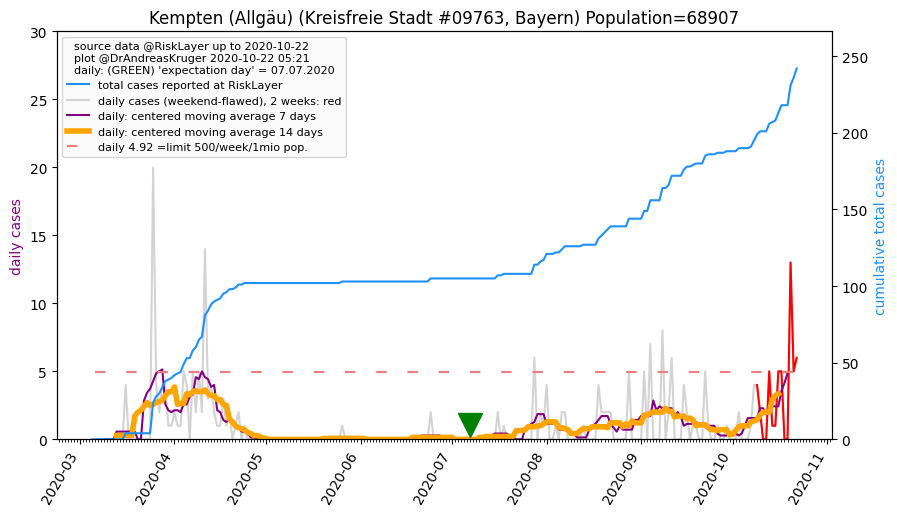 Kempten (Allgäu) (Kreisfreie Stadt #09763, Bayern) Population=68907
source data @RiskLayer up to 2020-10-22
plot @DrAndreasKruger 2020-10-22 05:21
daily: (GREEN) 'expectation day' = 07.07.2020
total cases reported at RiskLayer
daily cases (weekend-flawed), 2 weeks: red
daily: centered moving average 7 days
daily: centered moving average 14 days
daily 4.92 =limit 500/week/1mio pop.
daily cases
30
25
20
15
10
5
0
cumulative total cases
250
200
150
100
50
0
2020-03
2020-04
2020-05
2020-06
2020-07
2020-08
2020-09
2020-10
2020-11